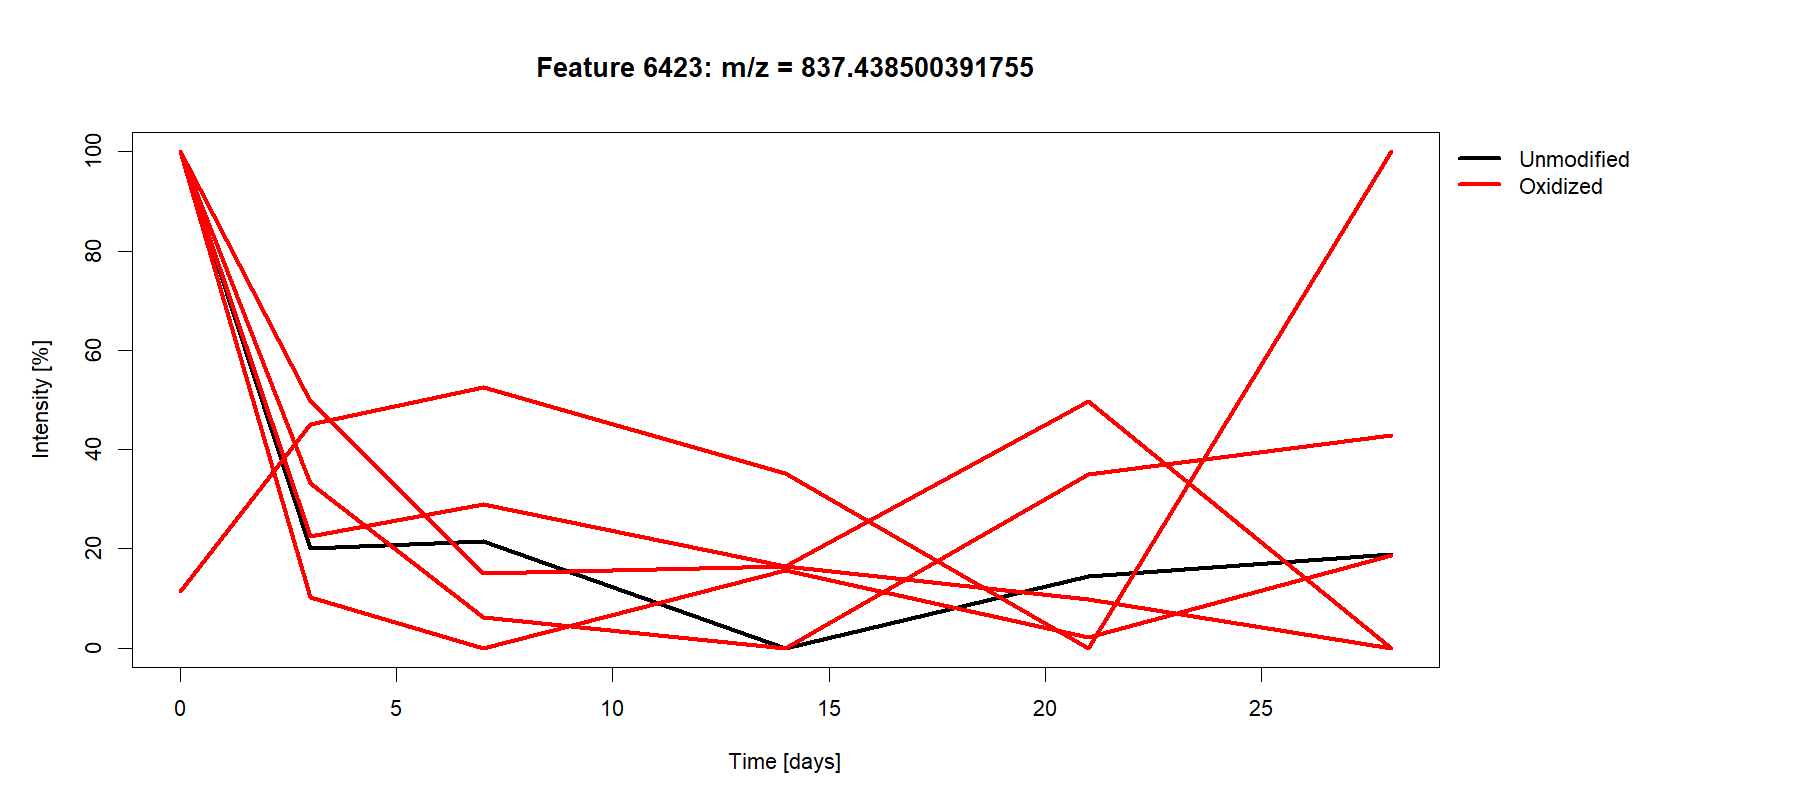 Feature 6423: m/z = 837.438500391755
Unmodified
Oxidized
Intensity [%]
100
80
60
40
20
0
0 5 10 15 20 25
Time [days]